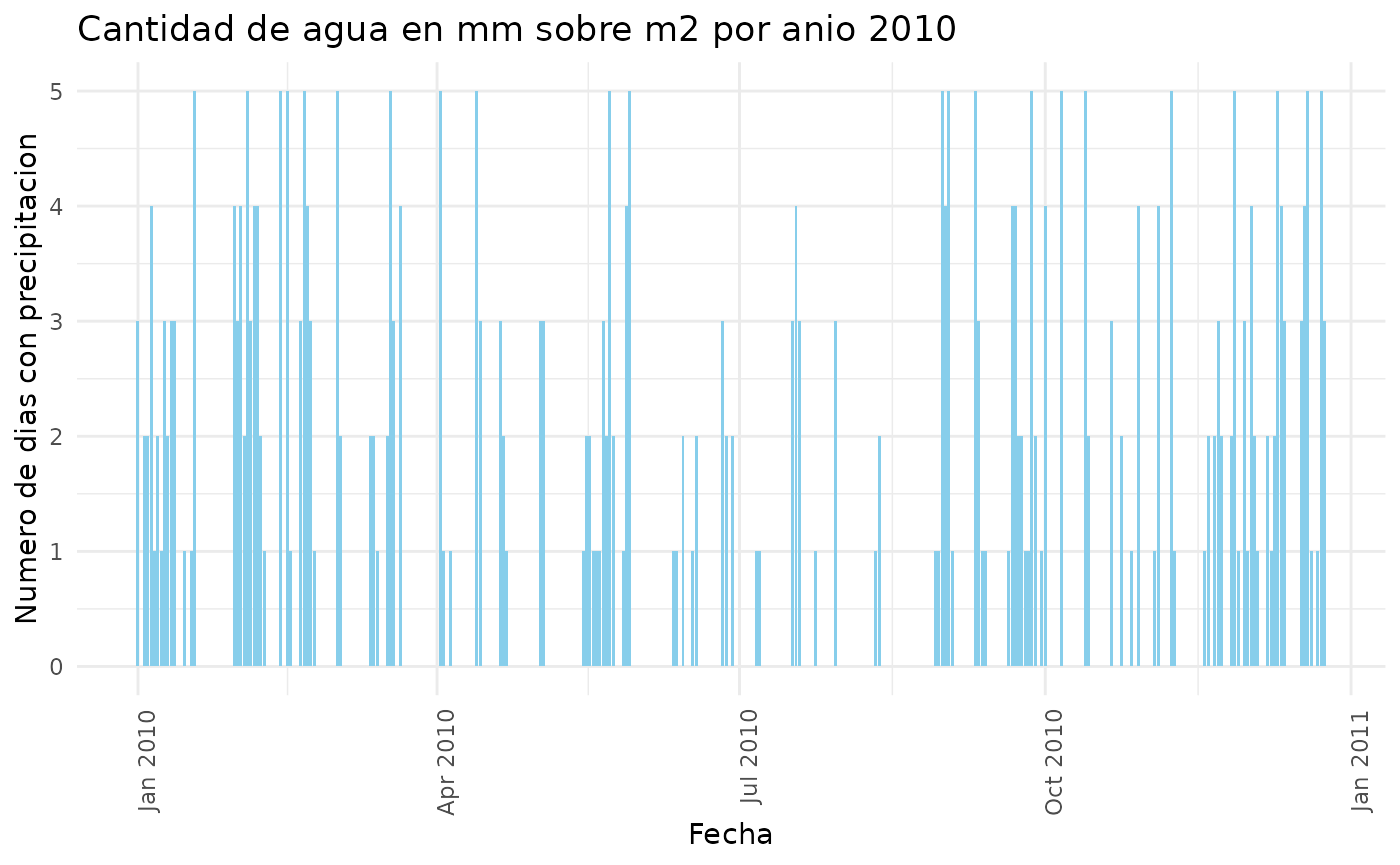 Cantidad de agua en mm sobre m2 por anio 2010
Numero de dias con precipitacion
5
4
3
2
1
0
Jan 2010
Apr 2010
Jul 2010
Oct 2010
Jan 2011
Fecha